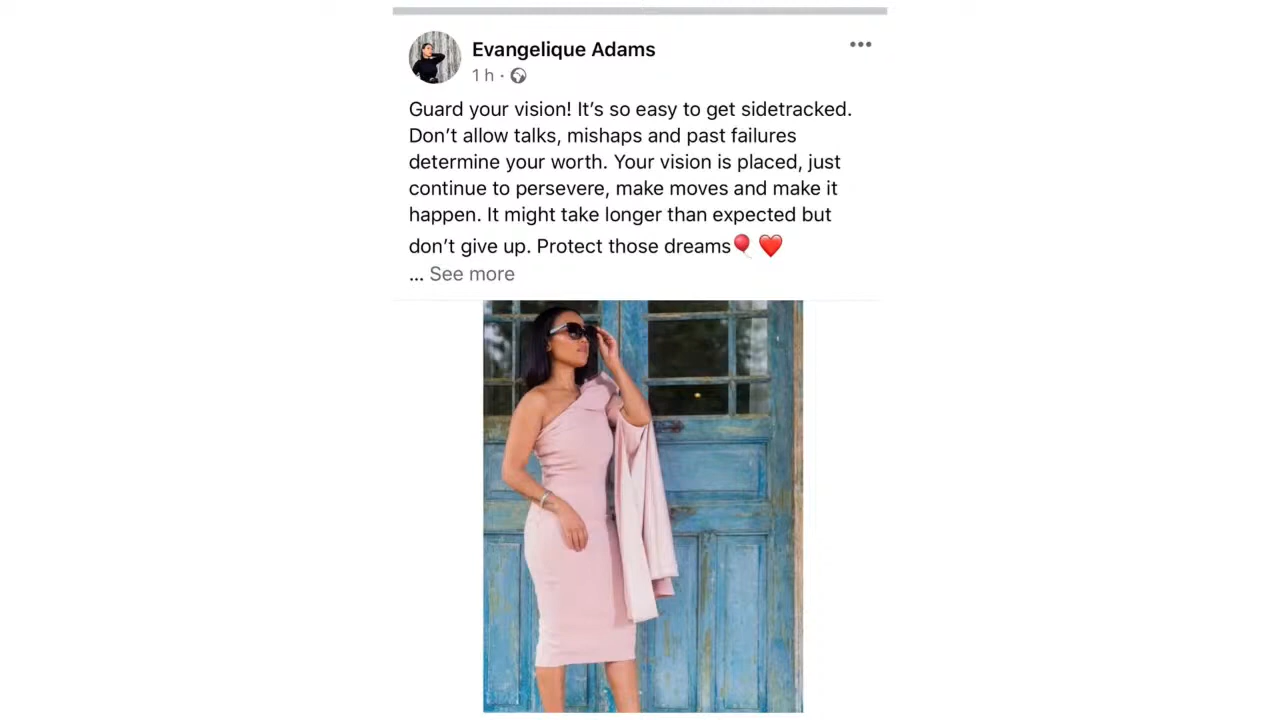 Evangelique Adams
1 h ·
Guard your vision! It’s so easy to get sidetracked.
Don’t allow talks, mishaps and past failures
determine your worth. Your vision is placed, just
continue to persevere, make moves and make it
happen. It might take longer than expected but
don’t give up. Protect those dreams🎈❤️
... See more